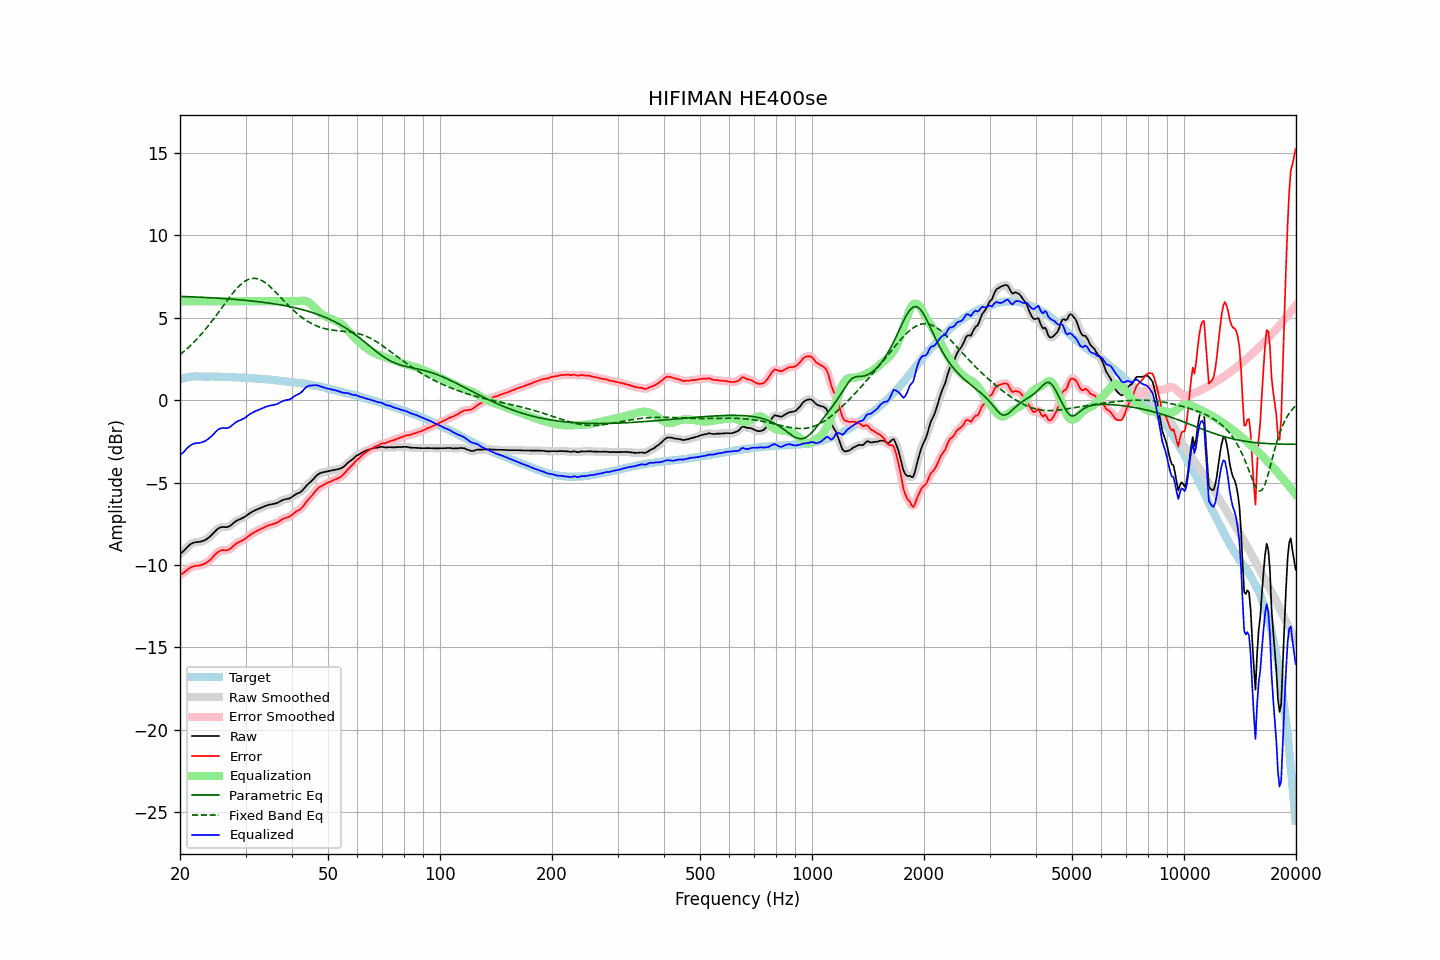 HIFIMAN HE400se
Amplitude (dBr)
15
10
5
0
−5
−10
−15
−20
−25
Target
Raw Smoothed
Error Smoothed
Raw
Error
Equalization
Parametric Eq
Fixed Band Eq
Equalized
20
50
100
200
500
1000
2000
5000
10000
20000
Frequency (Hz)